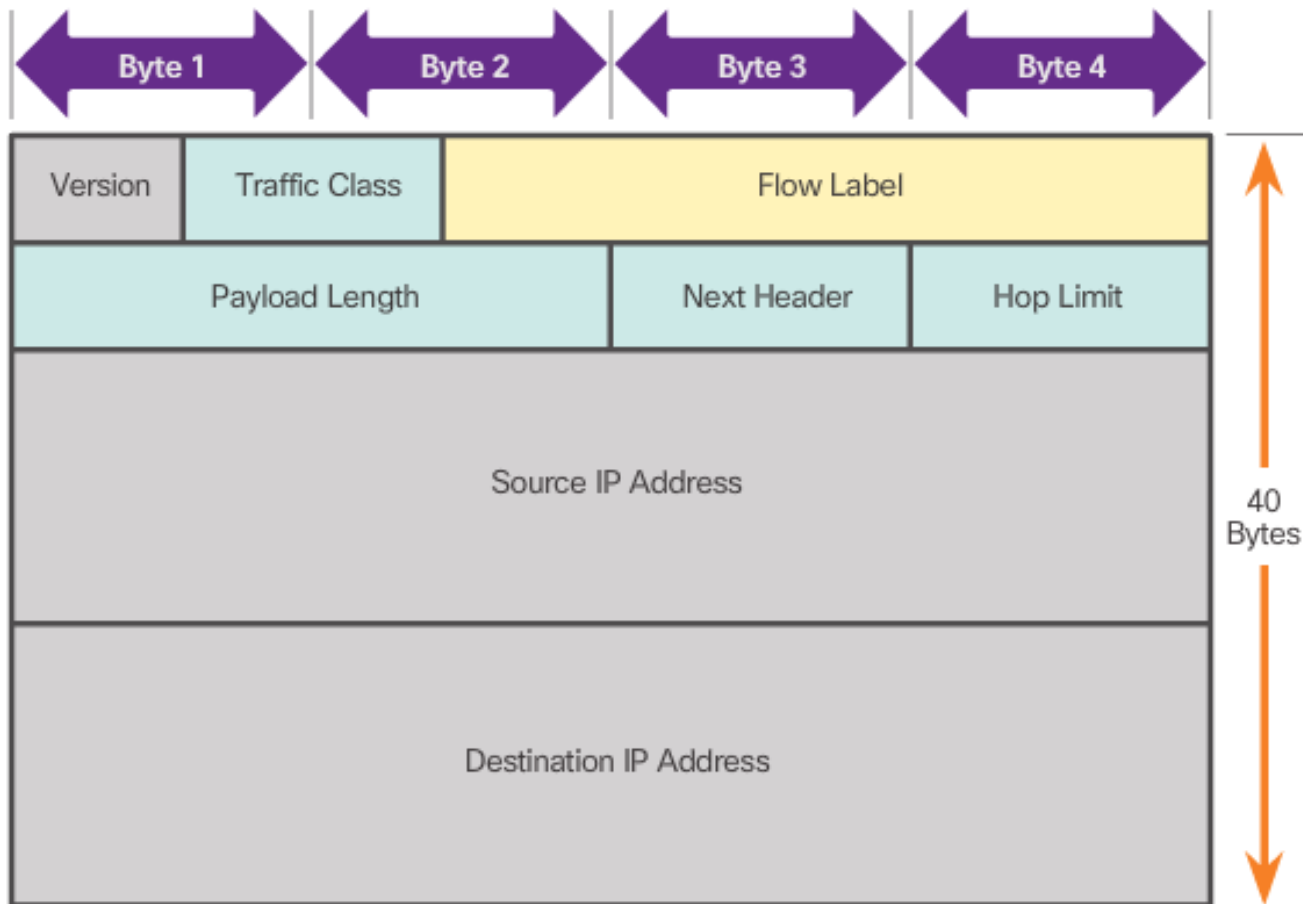 Byte 1 Byte 2 Byte 3 Byte 4
Version Traffic Class Flow Label
Payload Length Next Header Hop Limit
Source IP Address
40
Bytes
Destination IP Address